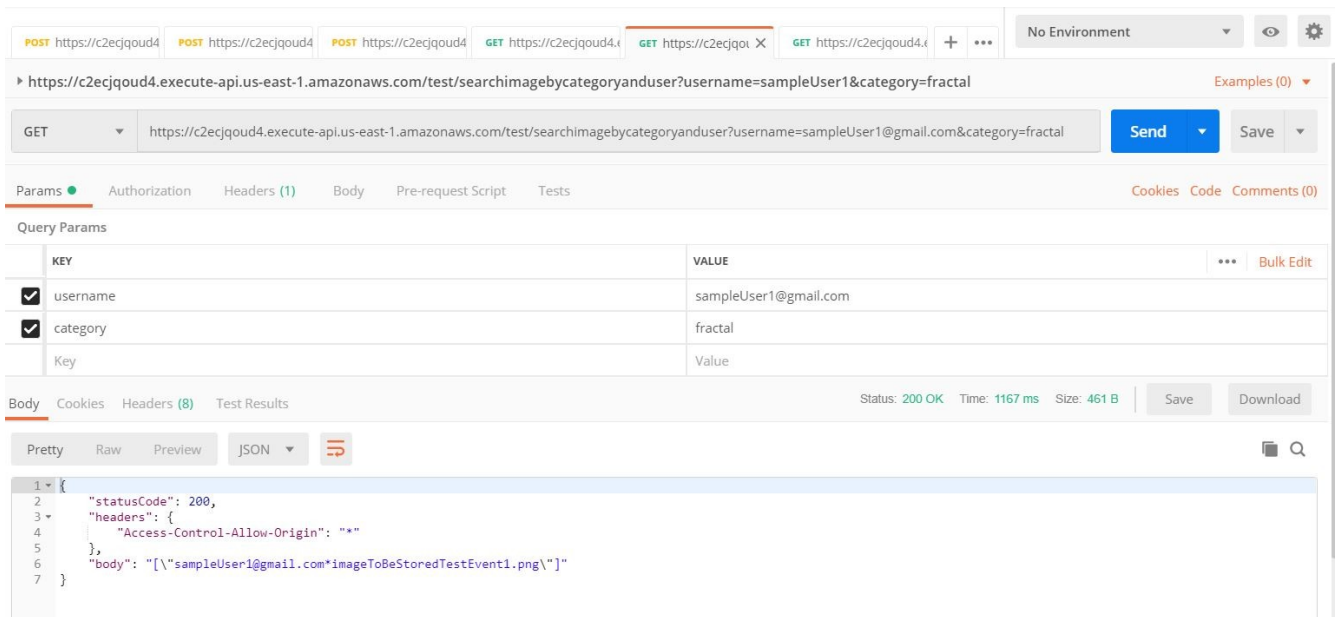 POST https://c2ecjqoud4 POST https://c2ecjqoud4 POST https://c2ecjqoud4 GET https://c2ecjqoud4.e GET https://c2ecjqou X GET https://c2ecjqoud4.e + ••• No Environment
https://c2ecjqoud4.execute-api.us-east-1.amazonaws.com/test/searchimagebycategoryanduser?username=sampleUser1&category=fractal Examples (0)
GET https://c2ecjqoud4.execute-api.us-east-1.amazonaws.com/test/searchimagebycategoryanduser?username=sampleUser1@gmail.com&category=fractal Send Save
Params Authorization Headers (1) Body Pre-request Script Tests Cookies Code Comments (0)
Query Params
KEY VALUE ••• Bulk Edit
username sampleUser1@gmail.com
category fractal
Key Value
Body Cookies Headers (8) Test Results Status: 200 OK Time: 1167 ms Size: 461 B Save Download
Pretty Raw Preview JSON
1 {
2 "statusCode": 200,
3 "headers": {
4 "Access-Control-Allow-Origin": "*"
5 },
6 "body": "[\"sampleUser1@gmail.com*imageToBeStoredTestEvent1.png\"]"
7 }